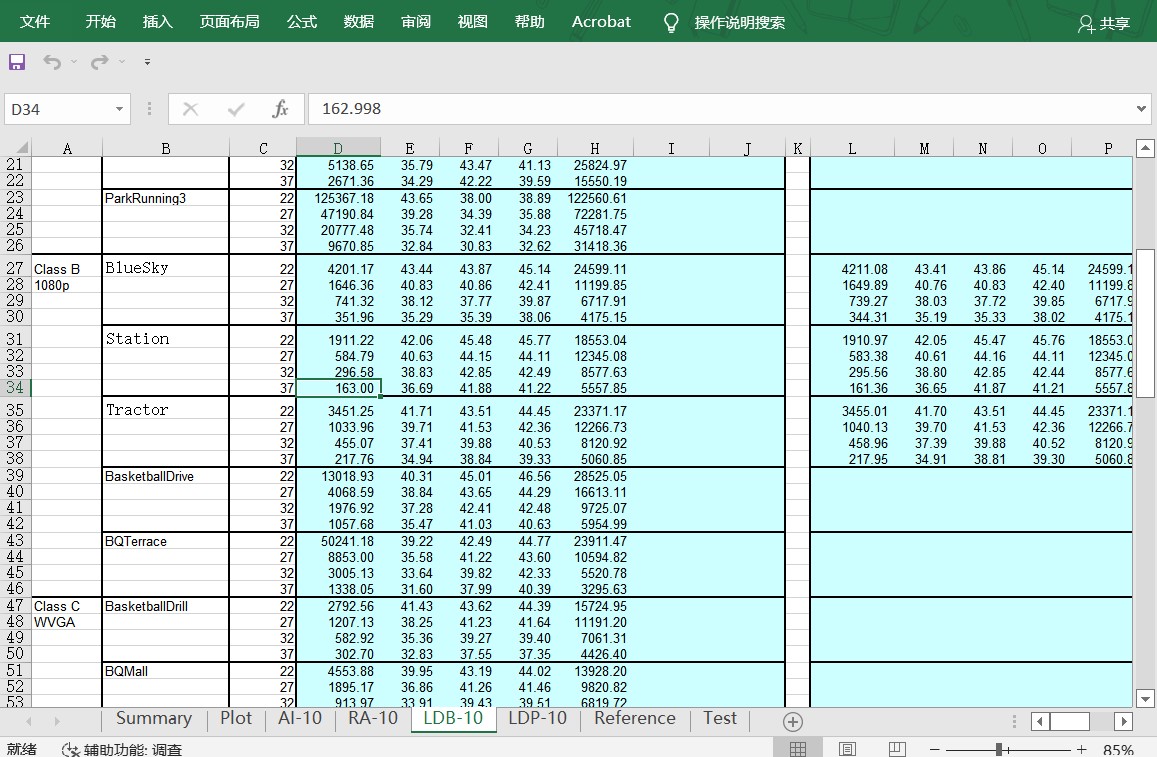 文件 开始 插入 页面布局 公式 数据 审阅 视图 帮助 Acrobat 操作说明搜索 共享
D34 fx 162.998
A B C D E F G H I J K L M N O P
21 32 5138.65 35.79 43.47 41.13 25824.97
22 37 2671.36 34.29 42.22 39.59 15550.19
23 ParkRunning3 22 125367.18 43.65 38.00 38.89 122560.61
24 27 47190.84 39.28 34.39 35.88 72281.75
25 32 20777.48 35.74 32.41 34.23 45718.47
26 37 9670.85 32.84 30.83 32.62 31418.36
27 Class B BlueSky 22 4201.17 43.44 43.87 45.14 24599.11 4211.08 43.41 43.86 45.14 24599.1
28 1080p 27 1646.36 40.83 40.86 42.41 11199.85 1649.89 40.76 40.83 42.40 11199.8
29 32 741.32 38.12 37.77 39.87 6717.91 739.27 38.03 37.72 39.85 6717.9
30 37 351.96 35.29 35.39 38.06 4175.15 344.31 35.19 35.33 38.02 4175.1
31 Station 22 1911.22 42.06 45.48 45.77 18553.04 1910.97 42.05 45.47 45.76 18553.0
32 27 584.79 40.63 44.15 44.11 12345.08 583.38 40.61 44.16 44.11 12345.0
33 32 296.58 38.83 42.85 42.49 8577.63 295.56 38.80 42.85 42.44 8577.6
34 37 163.00 36.69 41.88 41.22 5557.85 161.36 36.65 41.87 41.21 5557.8
35 Tractor 22 3451.25 41.71 43.51 44.45 23371.17 3455.01 41.70 43.51 44.45 23371.1
36 27 1033.96 39.71 41.53 42.36 12266.73 1040.13 39.70 41.53 42.36 12266.7
37 32 455.07 37.41 39.88 40.53 8120.92 458.96 37.39 39.88 40.52 8120.9
38 37 217.76 34.94 38.84 39.33 5060.85 217.95 34.91 38.81 39.30 5060.8
39 BasketballDrive 22 13018.93 40.31 45.01 46.56 28525.05
40 27 4068.59 38.84 43.65 44.29 16613.11
41 32 1976.92 37.28 42.41 42.48 9725.07
42 37 1057.68 35.47 41.03 40.63 5954.99
43 BQTerrace 22 50241.18 39.22 42.49 44.77 23911.47
44 27 8853.00 35.58 41.22 43.60 10594.82
45 32 3005.13 33.64 39.82 42.33 5520.78
46 37 1338.05 31.60 37.99 40.39 3295.63
47 Class C BasketballDrill 22 2792.56 41.43 43.62 44.39 15724.95
48 WVGA 27 1207.13 38.25 41.23 41.64 11191.20
49 32 582.92 35.36 39.27 39.40 7061.31
50 37 302.70 32.83 37.55 37.35 4426.40
51 BQMall 22 4553.88 39.95 43.19 44.02 13928.20
52 27 1895.17 36.86 41.26 41.46 9820.82
53 32 913.97 33.91 39.43 39.51 6819.72
Summary Plot AI-10 RA-10 LDB-10 LDP-10 Reference Test
就绪 辅助功能: 调查 85%